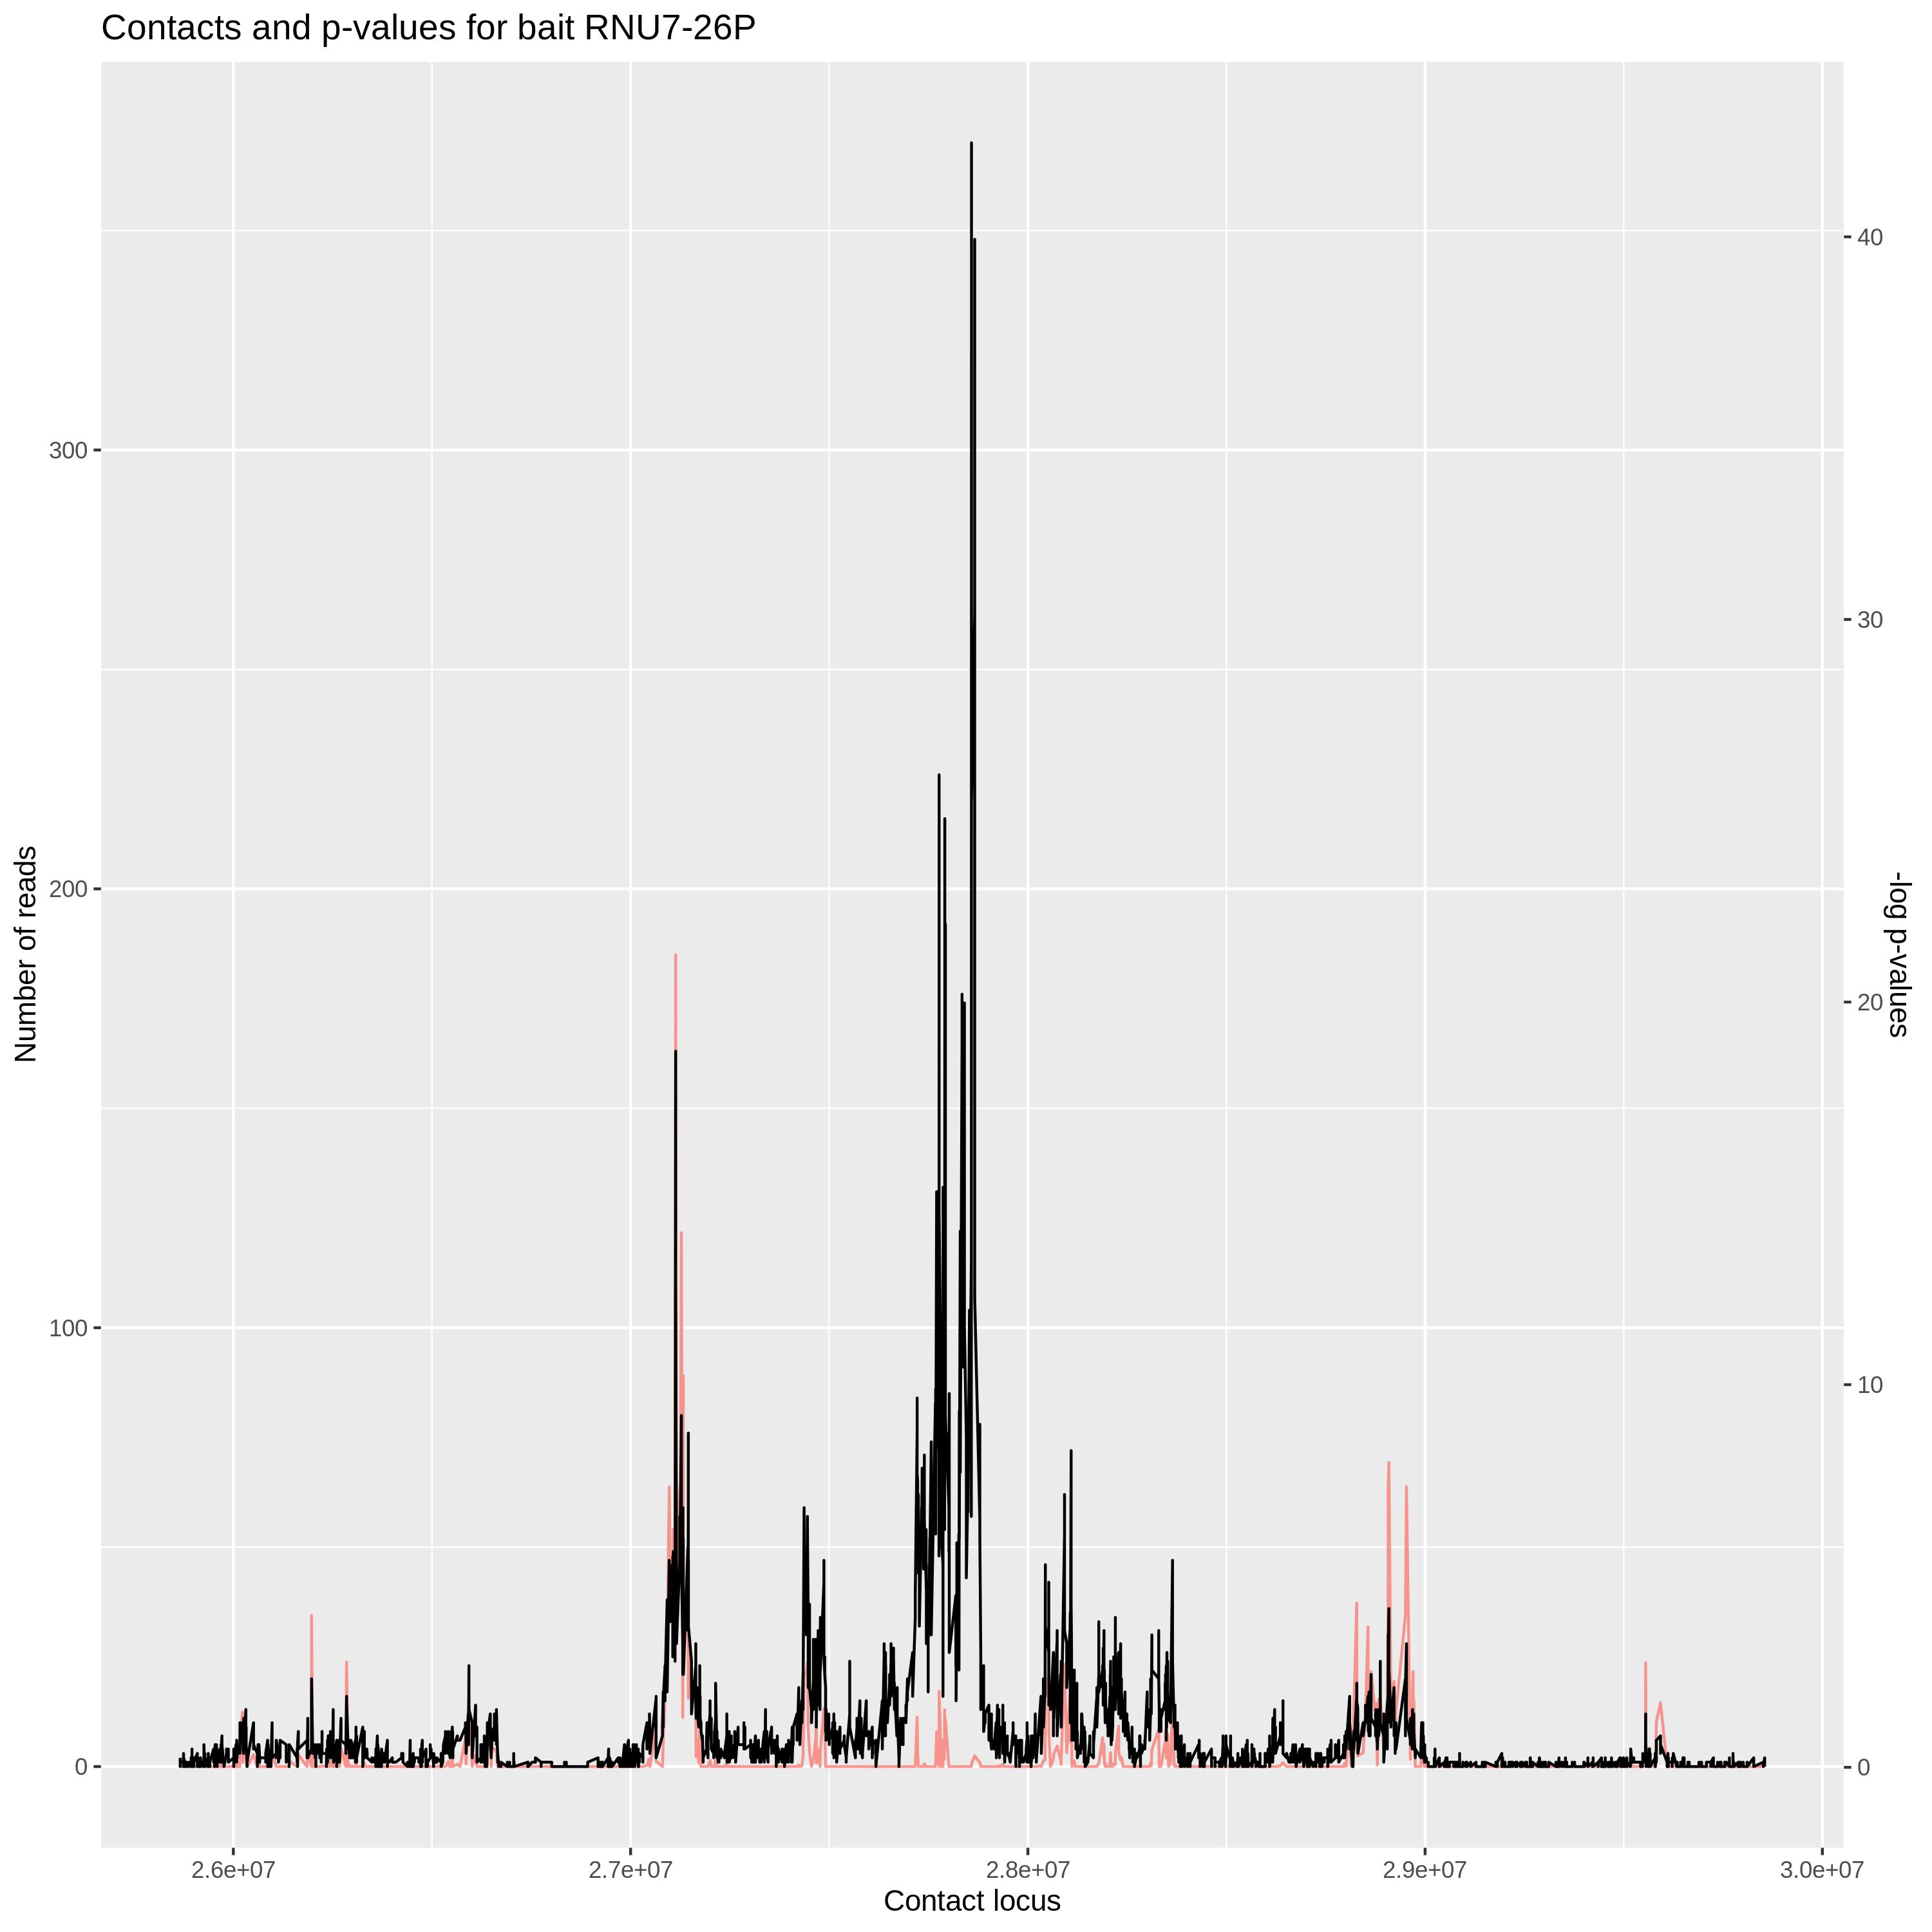 Contacts and p-values for bait RNU7-26P
Number of reads
300
200
100
0
40
30
20
10
0
-log p-values
2.6e+07 2.7e+07 2.8e+07 2.9e+07 3.0e+07
Contact locus